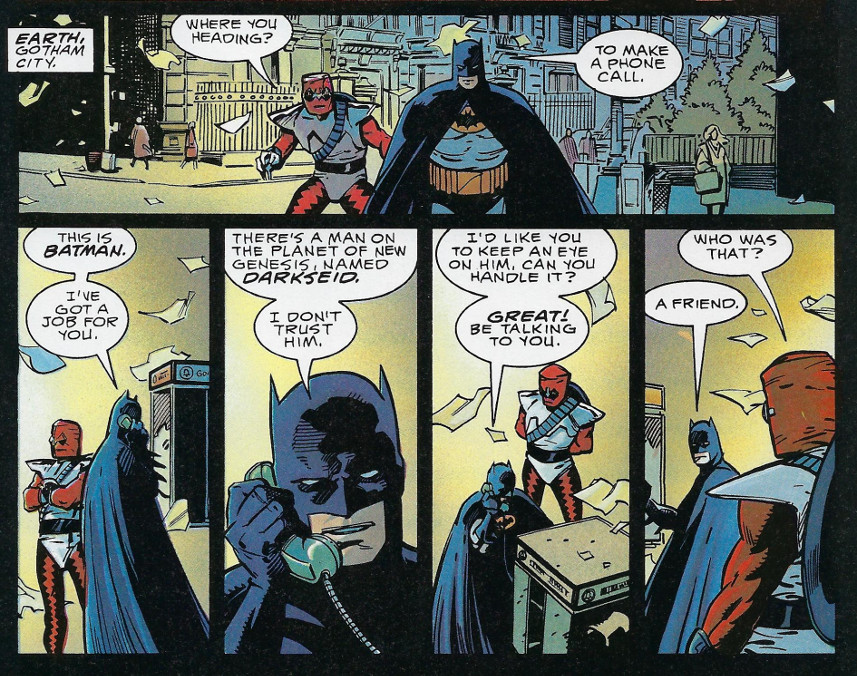 EARTH,
GOTHAM
CITY.
WHERE YOU
HEADING?
TO MAKE
A PHONE
CALL.
THIS IS
BATMAN.
I'VE
GOT A
JOB FOR
YOU.
THERE'S A MAN ON
THE PLANET OF NEW
GENESIS, NAMED
DARKSEID.
I DON'T
TRUST
HIM.
I'D LIKE YOU
TO KEEP AN EYE
ON HIM. CAN YOU
HANDLE IT?
GREAT!
BE TALKING
TO YOU.
WHO WAS
THAT?
A FRIEND.